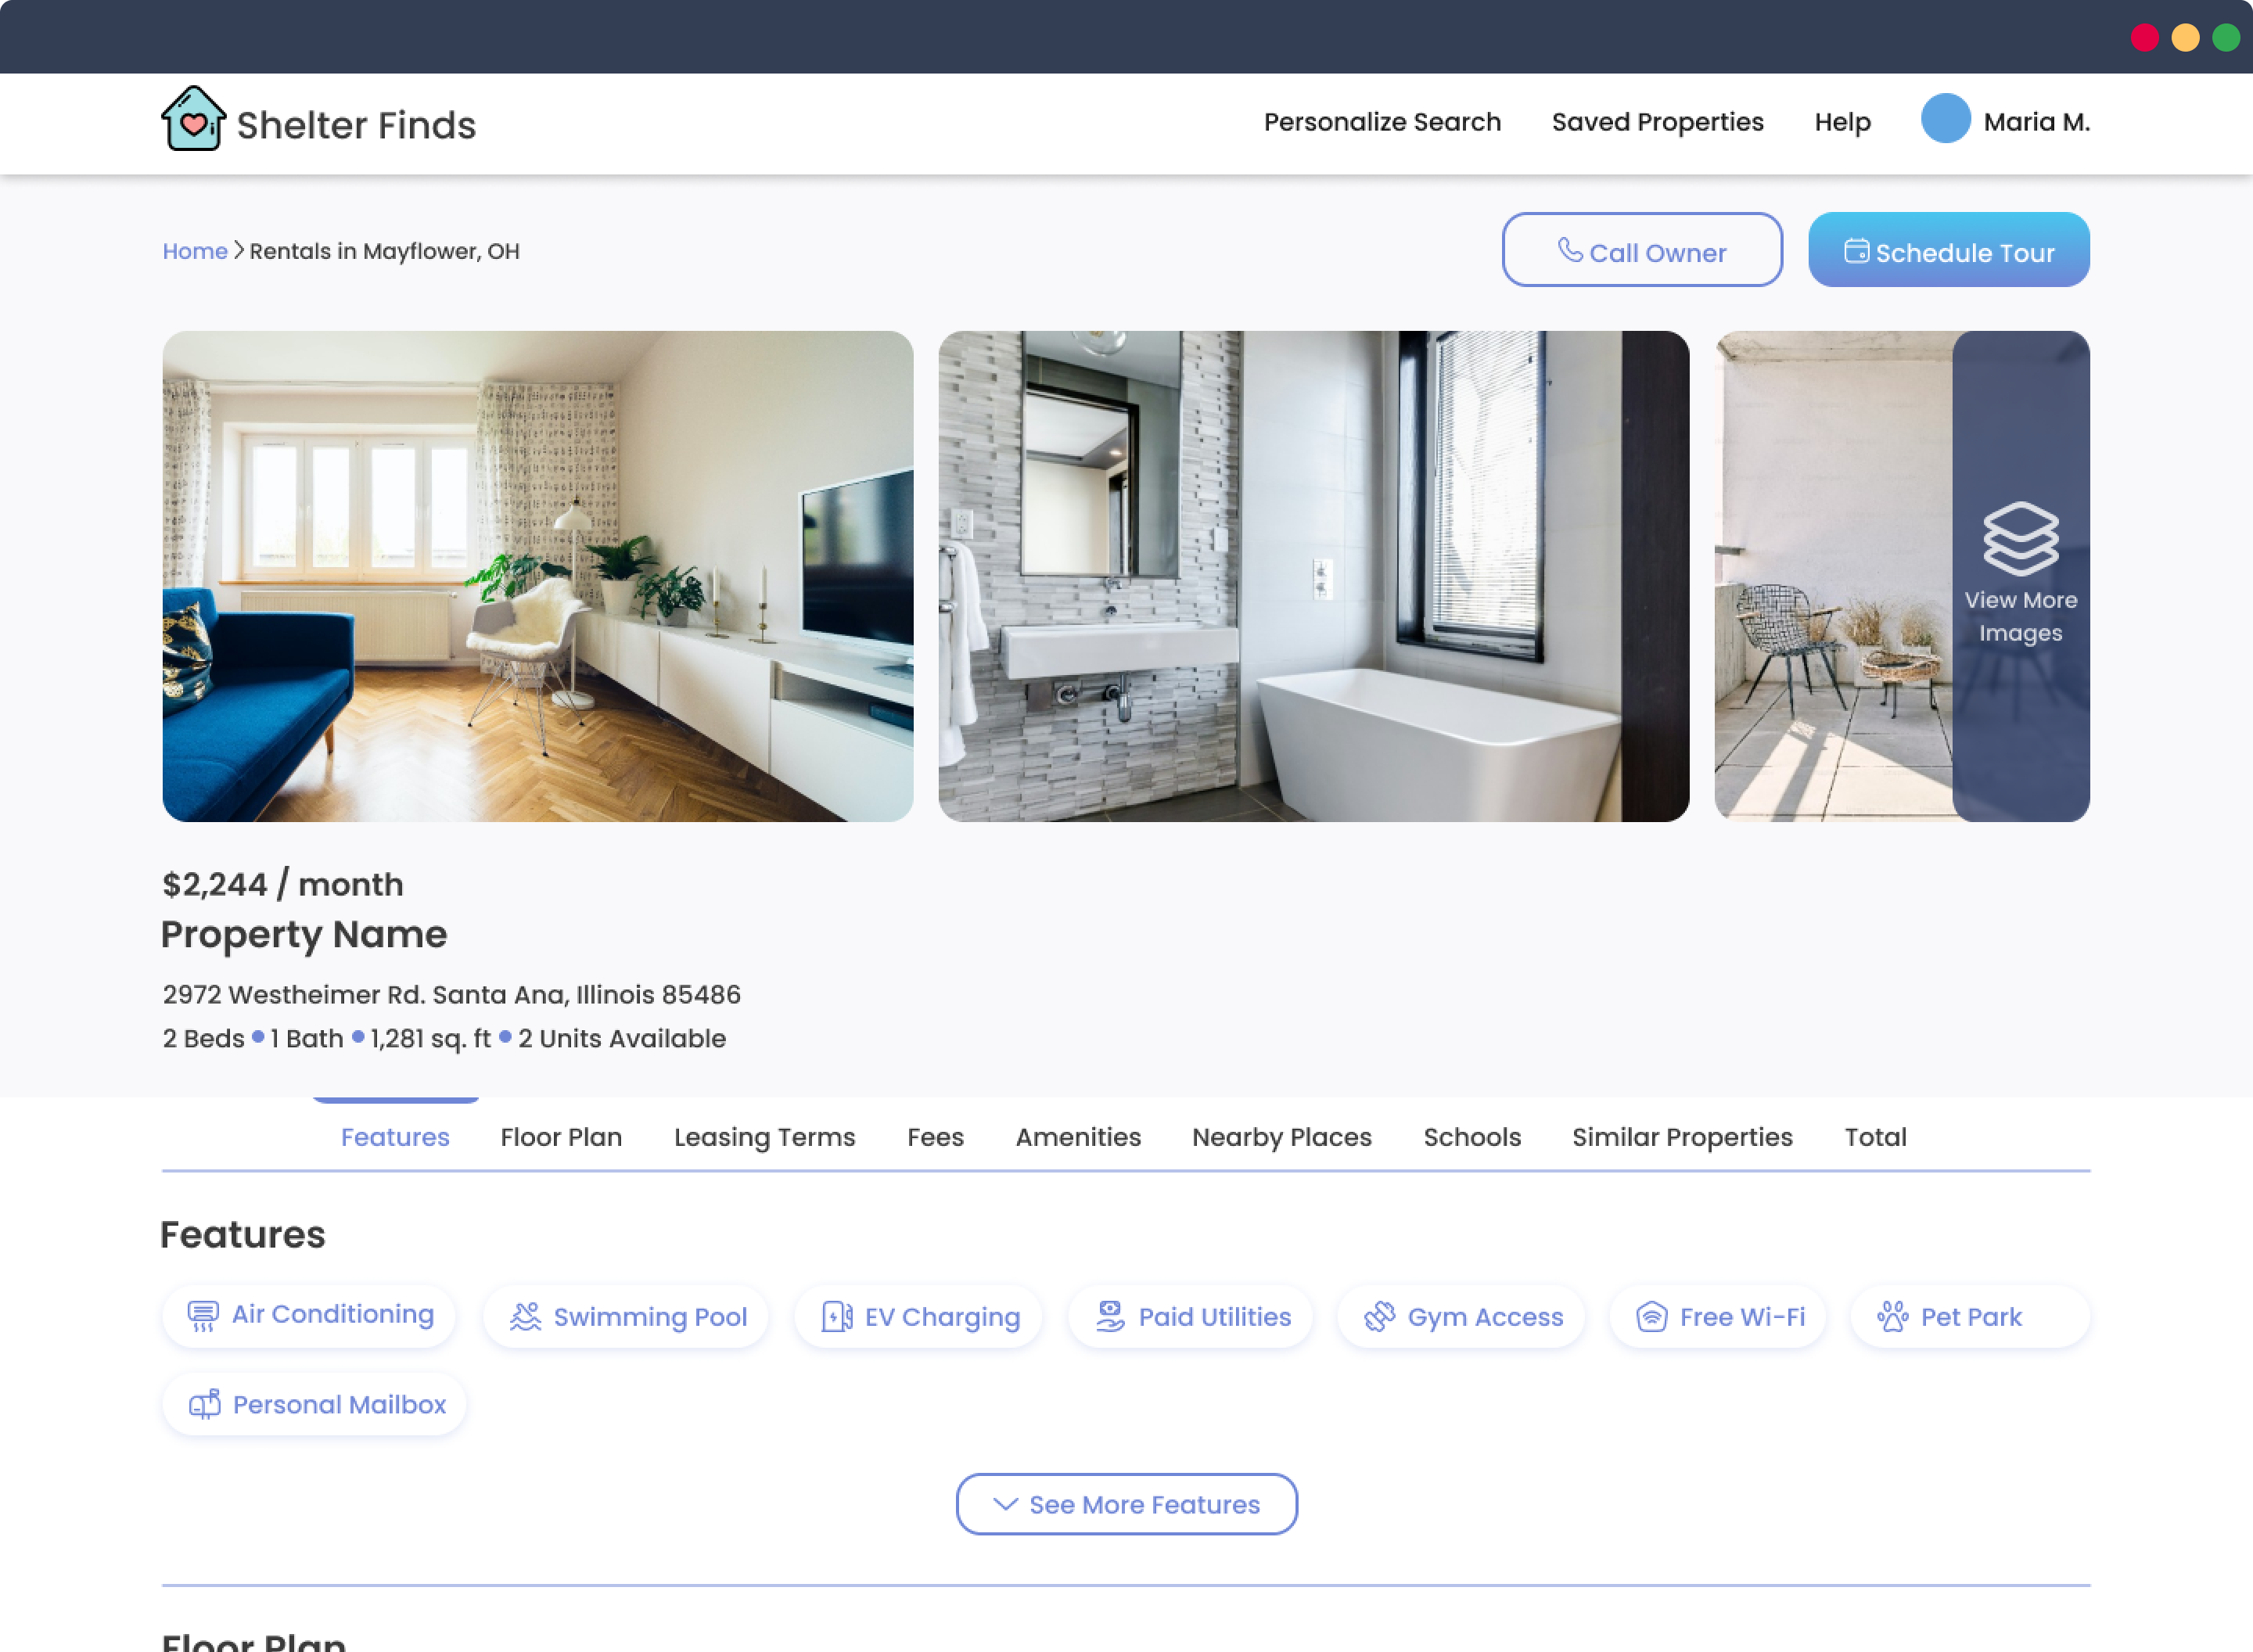 Shelter Finds
Personalize Search
Saved Properties
Help
Maria M.
Home
Rentals in Mayflower, OH
Call Owner
Schedule Tour
View More
Images
$2,244 / month
Property Name
2972 Westheimer Rd. Santa Ana, Illinois 85486
2 Beds • 1 Bath • 1,281 sq. ft • 2 Units Available
Features
Floor Plan
Leasing Terms
Fees
Amenities
Nearby Places
Schools
Similar Properties
Total
Features
Air Conditioning
Swimming Pool
EV Charging
Paid Utilities
Gym Access
Free Wi-Fi
Pet Park
Personal Mailbox
See More Features
Floor Plan